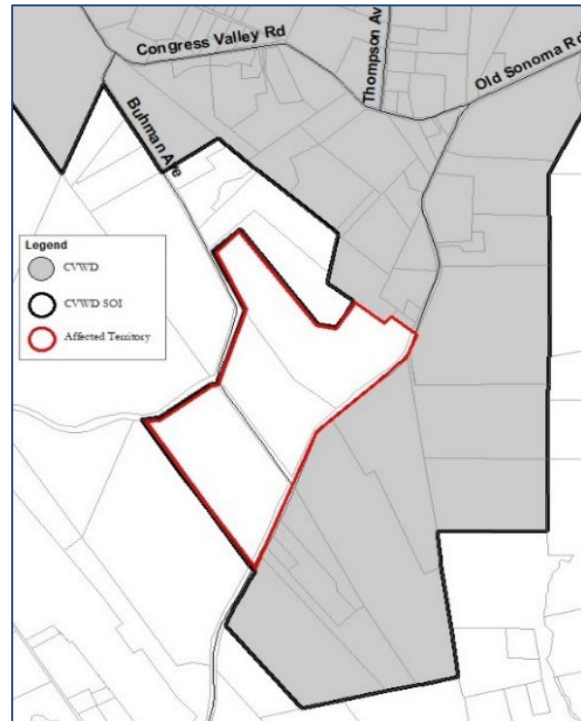 Congress Valley Rd
Thompson Av
Old Sonoma Rd
Buhman Ave
Legend
CVWD
CVWD SOI
Affected Territory